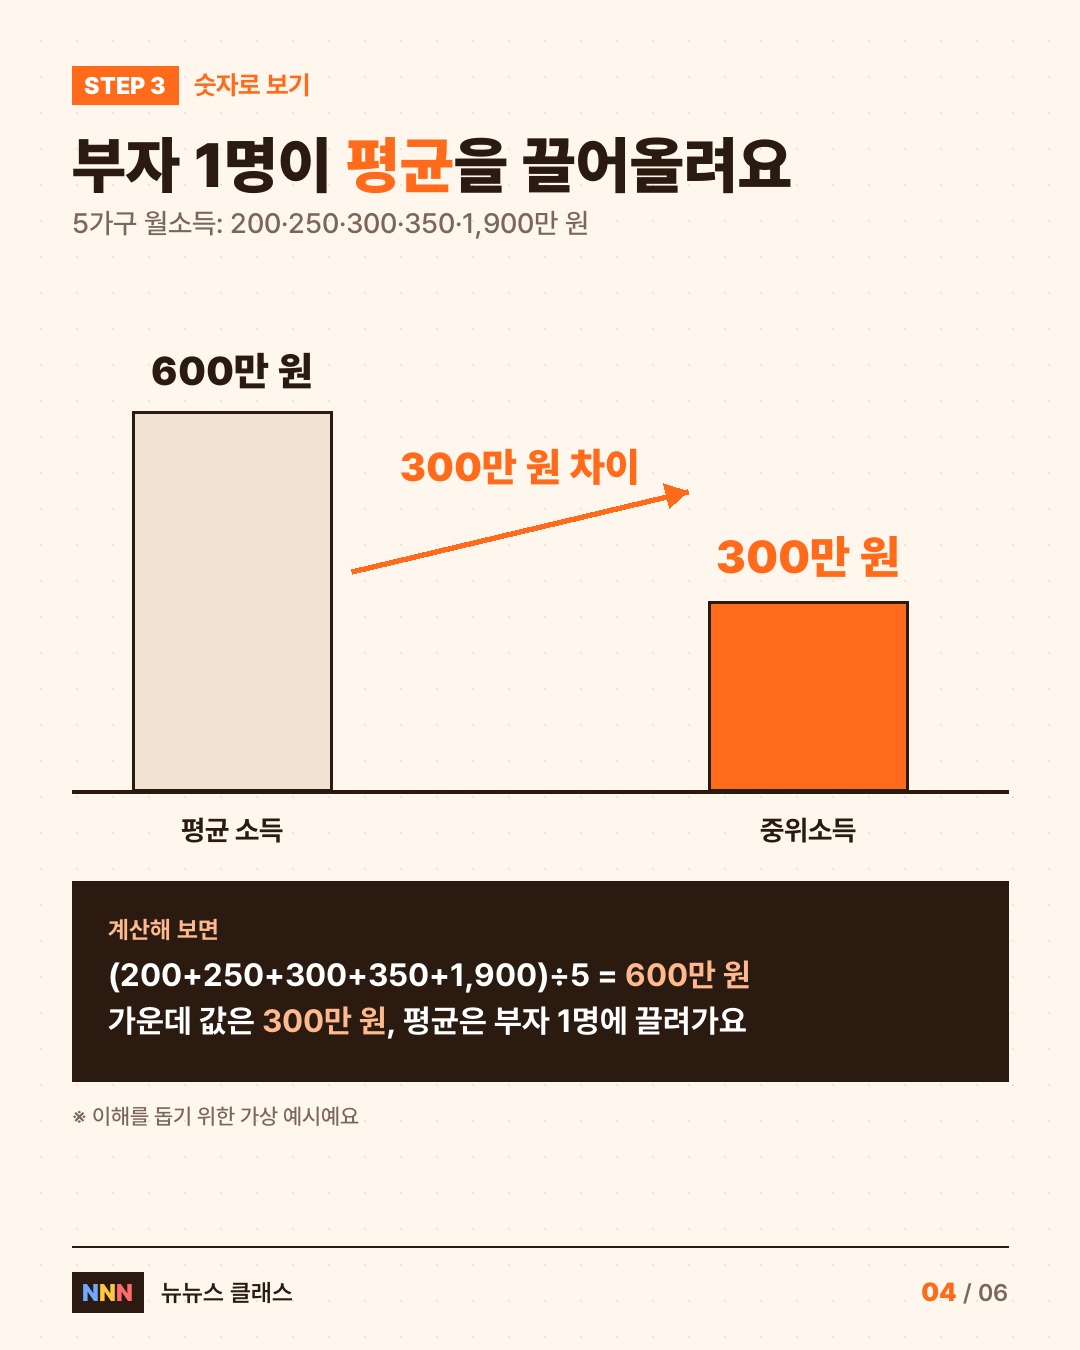 STEP 3 숫자로 보기
부자 1명이 평균을 끌어올려요
5가구 월소득: 200·250·300·350·1,900만 원
600만 원
300만 원 차이
300만 원
평균 소득
중위소득
계산해 보면
(200+250+300+350+1,900)÷5 = 600만 원
가운데 값은 300만 원, 평균은 부자 1명에 끌려가요
※ 이해를 돕기 위한 가상 예시예요
NNN 뉴뉴스 클래스
04 / 06